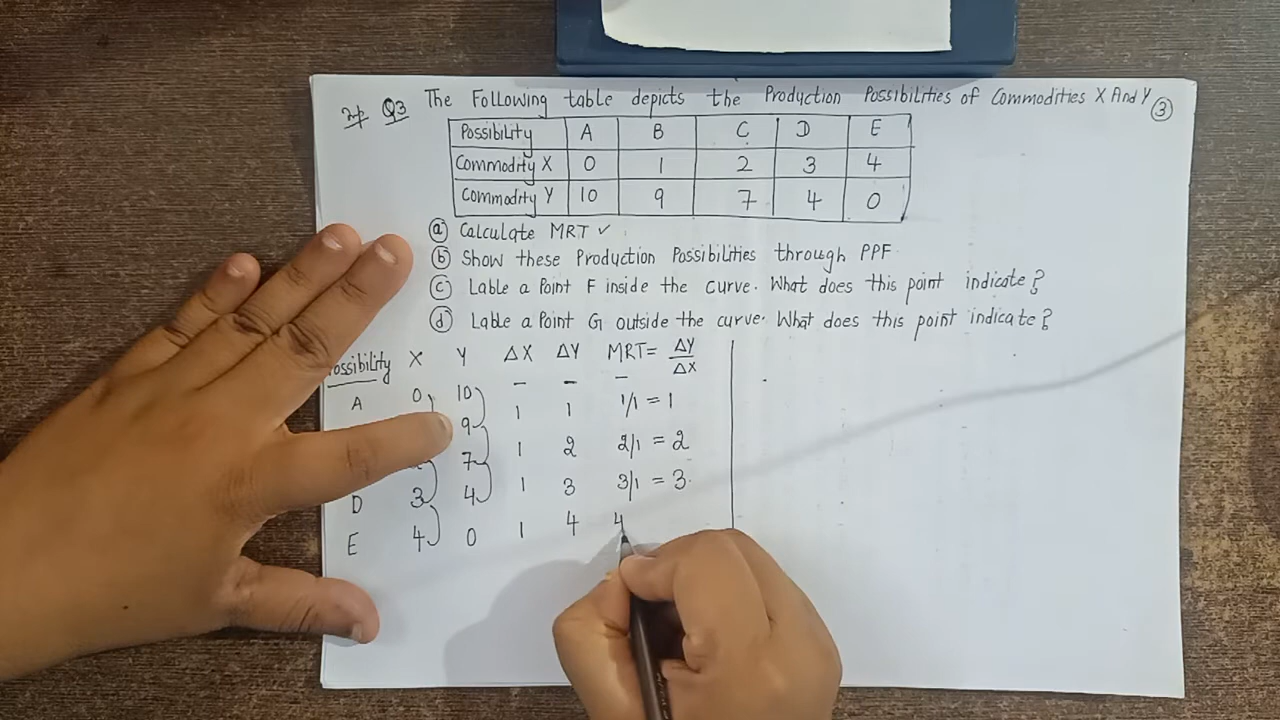 Imp Q3 The Following table depicts the Production Possibilities of Commodities X And Y ③
Possibility A B C D E
Commodity X 0 1 2 3 4
Commodity Y 10 9 7 4 0
ⓐ Calculate MRT ✓
ⓑ Show these Production Possibilities through PPF.
ⓒ Lable a Point F inside the curve. What does this point indicate?
ⓓ Lable a Point G outside the curve. What does this point indicate?
ossibility X Y ΔX ΔY MRT= ΔY/ΔX
A 0 10 – – –
9 1 1 1/1 = 1
7 1 2 2/1 = 2
D 3 4 1 3 3/1 = 3.
E 4 0 1 4 4